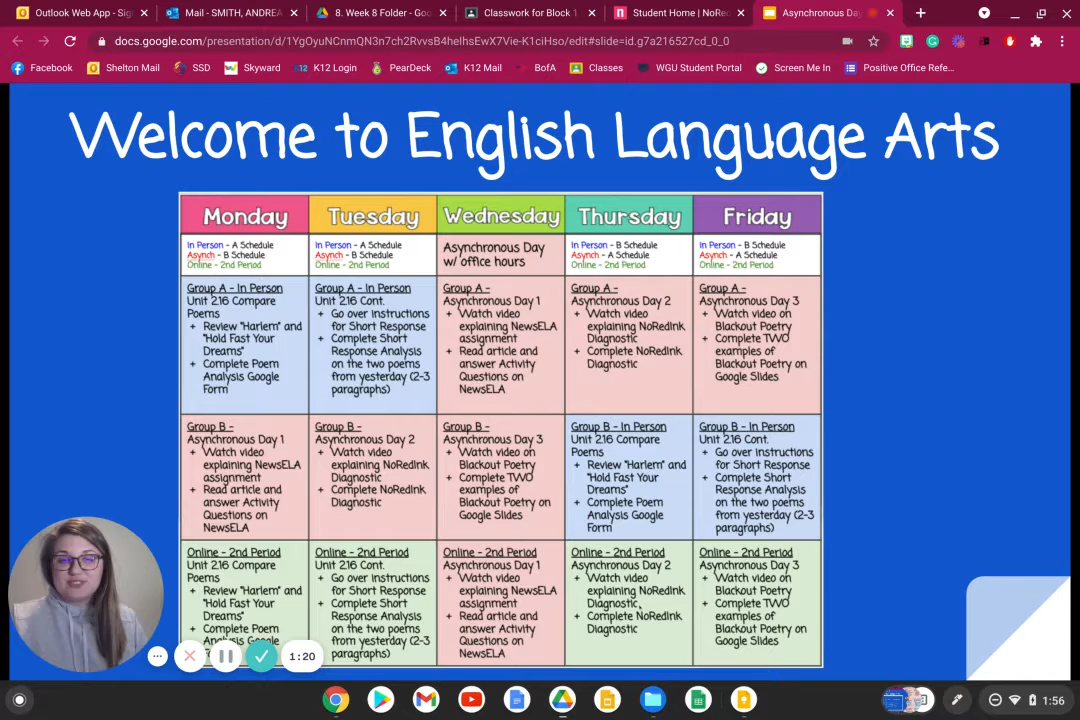 Outlook Web App - Sig
Mail - SMITH, ANDREA
8. Week 8 Folder - Goo
Classwork for Block 1
Student Home | NoRec
Asynchronous Day
docs.google.com/presentation/d/1YgOyuNCnmQN3n7ch2RvvsB4heIhsEwX7Vie-K1ciHso/edit#slide=id.g7a216527cd_0_0
Facebook
Shelton Mail
SSD
Skyward
K12 Login
PearDeck
K12 Mail
BofA
Classes
WGU Student Portal
Screen Me In
Positive Office Refe...
Welcome to English Language Arts
Monday Tuesday Wednesday Thursday Friday
In Person - A Schedule
Asynch - B Schedule
Online - 2nd Period
In Person - A Schedule
Asynch - B Schedule
Online - 2nd Period
Asynchronous Day
w/ office hours
In Person - B Schedule
Asynch - A Schedule
Online - 2nd Period
In Person - B Schedule
Asynch - A Schedule
Online - 2nd Period
Group A - In Person
Unit 2.16 Compare
Poems
+ Review "Harlem" and
"Hold Fast Your
Dreams"
+ Complete Poem
Analysis Google
Form
Group A - In Person
Unit 2.16 Cont.
+ Go over instructions
for Short Response
+ Complete Short
Response Analysis
on the two poems
from yesterday (2-3
paragraphs)
Group A -
Asynchronous Day 1
+ Watch video
explaining NewsELA
assignment
+ Read article and
answer Activity
Questions on
NewsELA
Group A -
Asynchronous Day 2
+ Watch video
explaining NoRedInk
Diagnostic
+ Complete NoRedInk
Diagnostic
Group A -
Asynchronous Day 3
+ Watch video on
Blackout Poetry
+ Complete TWO
examples of
Blackout Poetry on
Google Slides
Group B -
Asynchronous Day 1
+ Watch video
explaining NewsELA
assignment
+ Read article and
answer Activity
Questions on
NewsELA
Group B -
Asynchronous Day 2
+ Watch video
explaining NoRedInk
Diagnostic
+ Complete NoRedInk
Diagnostic
Group B -
Asynchronous Day 3
+ Watch video on
Blackout Poetry
+ Complete TWO
examples of
Blackout Poetry on
Google Slides
Group B - In Person
Unit 2.16 Compare
Poems
+ Review "Harlem" and
"Hold Fast Your
Dreams"
+ Complete Poem
Analysis Google
Form
Group B - In Person
Unit 2.16 Cont.
+ Go over instructions
for Short Response
+ Complete Short
Response Analysis
on the two poems
from yesterday (2-3
paragraphs)
Online - 2nd Period
Unit 2.16 Compare
Poems
+ Review "Harlem" and
"Hold Fast Your
Dreams"
+ Complete Poem
Analysis Google
Online - 2nd Period
Unit 2.16 Cont.
+ Go over instructions
for Short Response
+ Complete Short
Response Analysis
on the two poems
from yesterday (2-3
paragraphs)
Online - 2nd Period
Asynchronous Day 1
+ Watch video
explaining NewsELA
assignment
+ Read article and
answer Activity
Questions on
NewsELA
Online - 2nd Period
Asynchronous Day 2
+ Watch video
explaining NoRedInk
Diagnostic
+ Complete NoRedInk
Diagnostic
Online - 2nd Period
Asynchronous Day 3
+ Watch video on
Blackout Poetry
+ Complete TWO
examples of
Blackout Poetry on
Google Slides
1:20
1:56